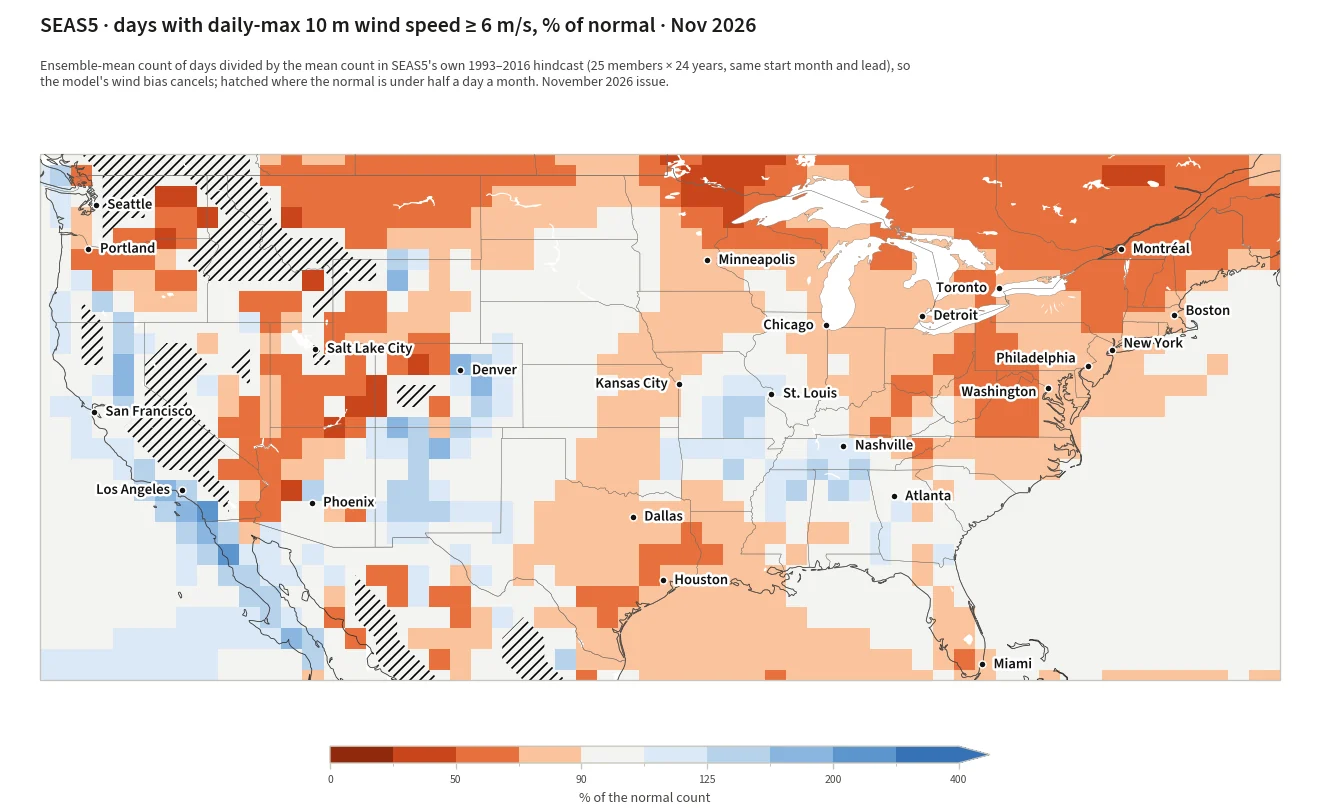 SEAS5 · days with daily-max 10 m wind speed ≥ 6 m/s, % of normal · Nov 2026
Ensemble-mean count of days divided by the mean count in SEAS5's own 1993–2016 hindcast (25 members × 24 years, same start month and lead), so
the model's wind bias cancels; hatched where the normal is under half a day a month. November 2026 issue.
Seattle
Portland
Montréal
Minneapolis
Toronto
Boston
Detroit
Chicago
New York
Salt Lake City
Philadelphia
Denver
Kansas City
St. Louis
Washington
San Francisco
Nashville
Los Angeles
Atlanta
Phoenix
Dallas
Houston
Miami
0 50 90 125 200 400
% of the normal count